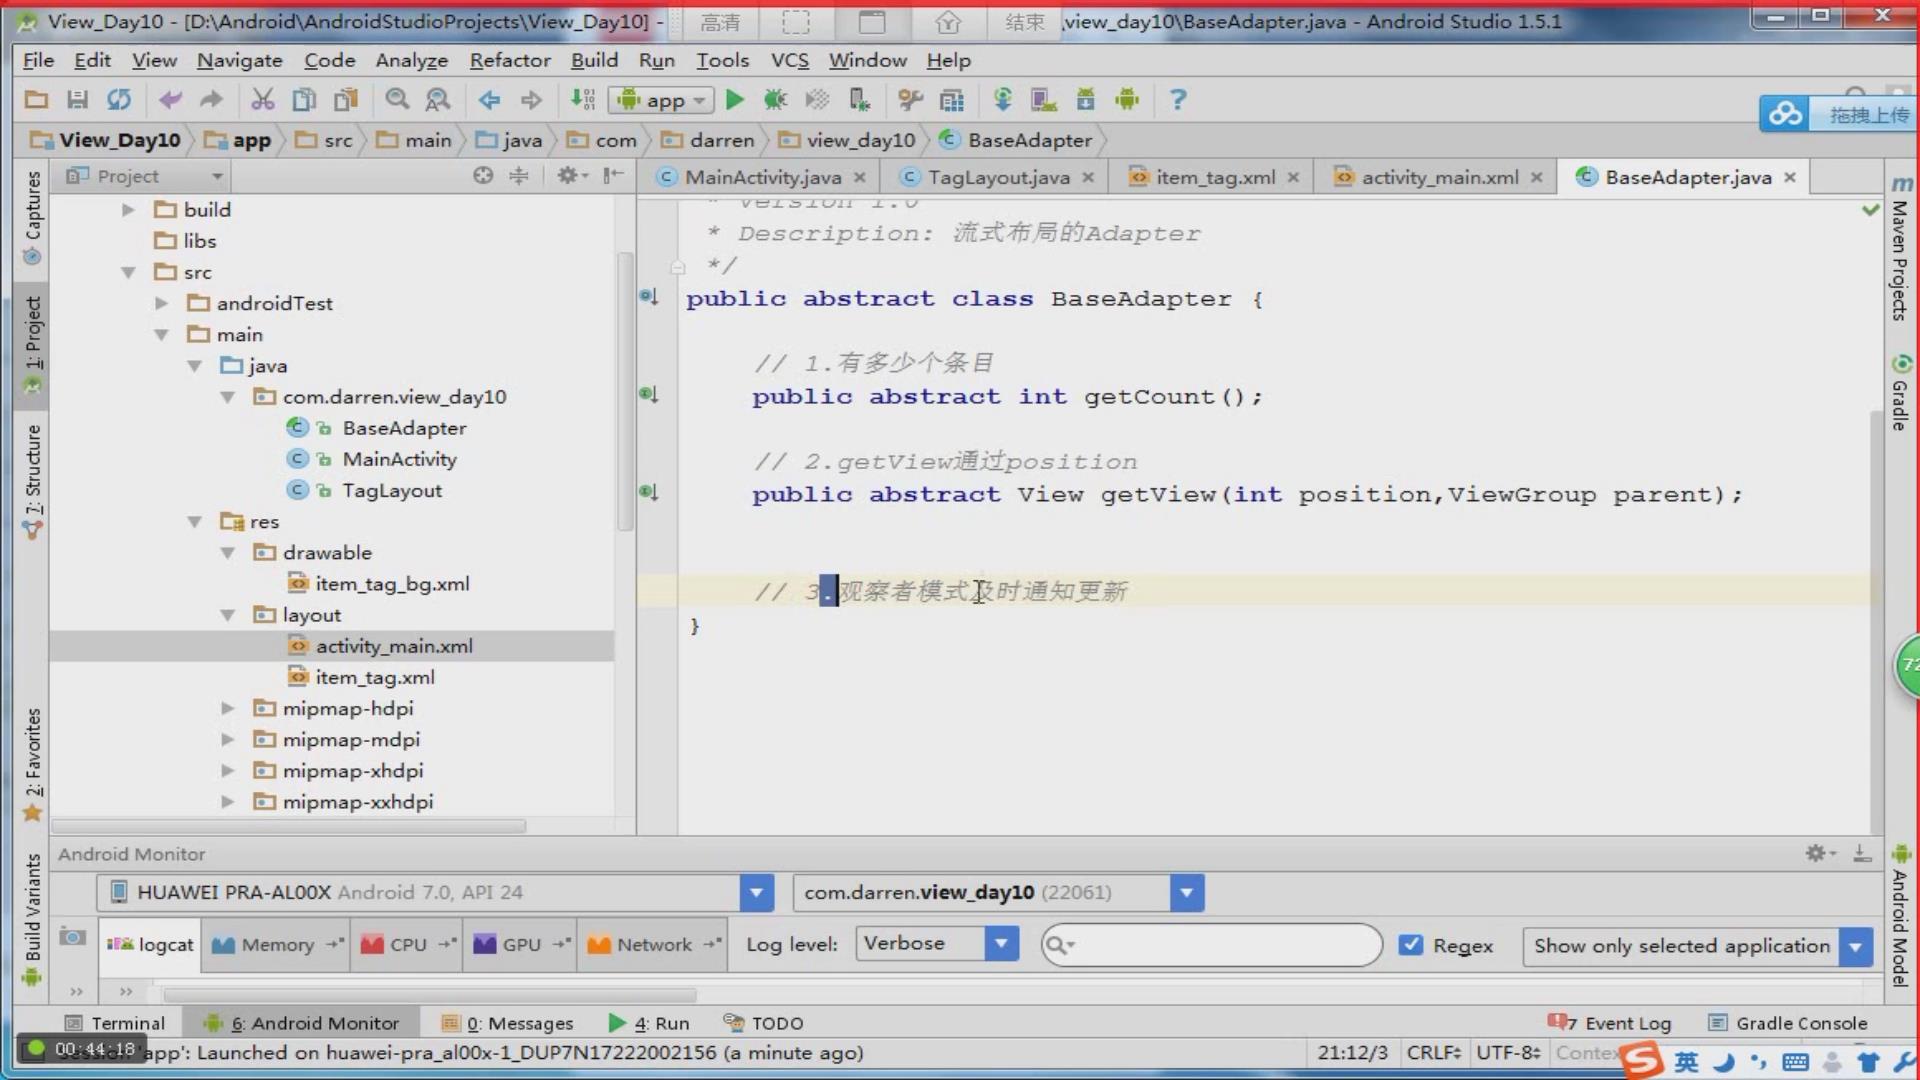 View_Day10 - [D:\Android\AndroidStudioProjects\View_Day10] -
高清
结束
.view_day10\BaseAdapter.java - Android Studio 1.5.1
File Edit View Navigate Code Analyze Refactor Build Run Tools VCS Window Help
app
拖拽上传
View_Day10 app src main java com darren view_day10 BaseAdapter
Project
MainActivity.java TagLayout.java item_tag.xml activity_main.xml BaseAdapter.java
Captures
1: Project
7: Structure
2: Favorites
Build Variants
build
libs
src
androidTest
main
java
com.darren.view_day10
BaseAdapter
MainActivity
TagLayout
res
drawable
item_tag_bg.xml
layout
activity_main.xml
item_tag.xml
mipmap-hdpi
mipmap-mdpi
mipmap-xhdpi
mipmap-xxhdpi
* Version 1.0
* Description: 流式布局的Adapter
*/
public abstract class BaseAdapter {
// 1.有多少个条目
public abstract int getCount();
// 2.getView通过position
public abstract View getView(int position,ViewGroup parent);
// 3.观察者模式及时通知更新
}
Maven Projects
Gradle
72
Android Model
Android Monitor
HUAWEI PRA-AL00X Android 7.0, API 24
com.darren.view_day10 (22061)
logcat Memory CPU GPU Network Log level: Verbose Regex Show only selected application
Terminal 6: Android Monitor 0: Messages 4: Run TODO 7 Event Log Gradle Console
00:44:18
'app': Launched on huawei-pra_al00x-1_DUP7N17222002156 (a minute ago)
21:12/3 CRLF UTF-8
英